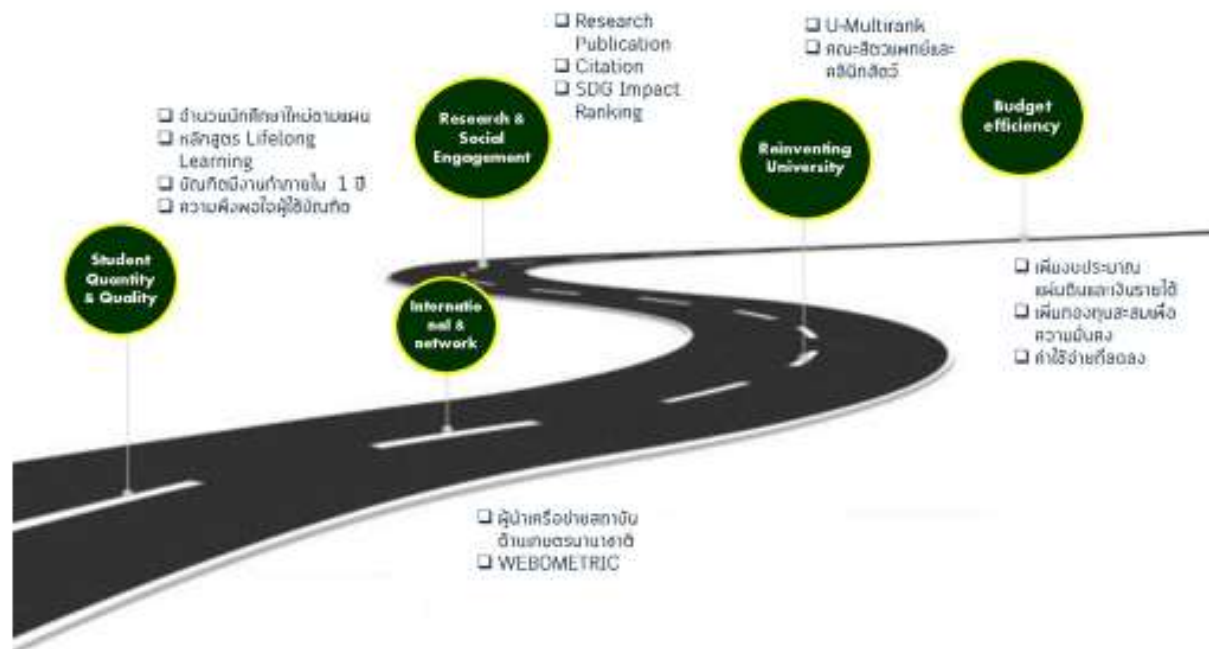 ❑ Research
Publication
❑ Citation
❑ SDG Impact
Ranking
❑ U-Multirank
❑ คณะสัตวแพทย์และ
คลินิกสัตว์
Budget
efficiency
❑ จำนวนนักศึกษาใหม่ตามแผน
❑ หลักสูตร Lifelong
Learning
❑ บัณฑิตมีงานทำภายใน 1 ปี
❑ ความพึงพอใจผู้ใช้บัณฑิต
Research &
Social
Engagement
Reinventing
University
Student
Quantity
& Quality
Internatio
nal &
network
❑ เพิ่มงบประมาณ
แผ่นดินและเงินรายได้
❑ เพิ่มกองทุนสะสมเพื่อ
ความมั่นคง
❑ ค่าใช้จ่ายที่ลดลง
❑ ผู้นำเครือข่ายสถาบัน
ด้านเกษตรนานาชาติ
❑ WEBOMETRIC